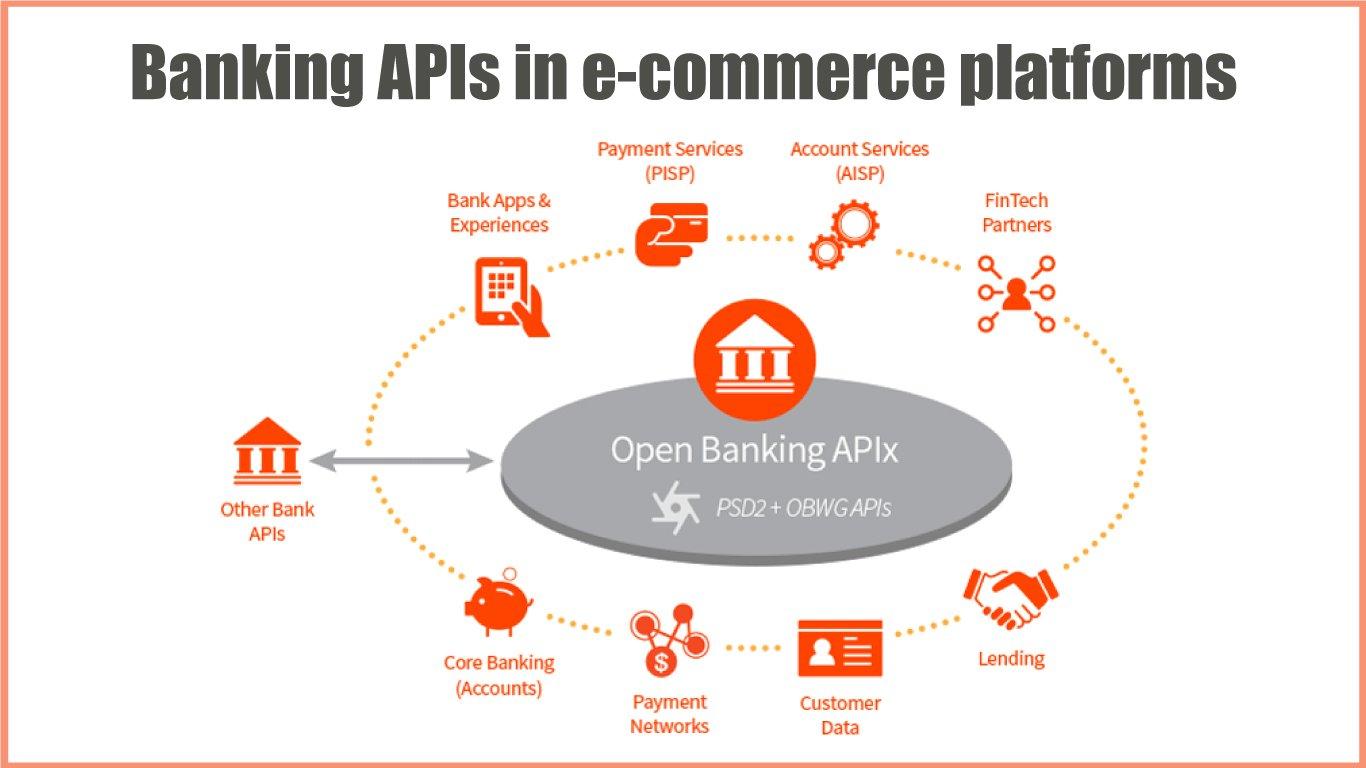 Banking APIs in e-commerce platforms
Payment Services
(PISP)
Account Services
(AISP)
Bank Apps &
Experiences
FinTech
Partners
Open Banking APIx
PSD2 + OBWG APIs
Other Bank
APIs
Core Banking
(Accounts)
Payment
Networks
$
Customer
Data
Lending